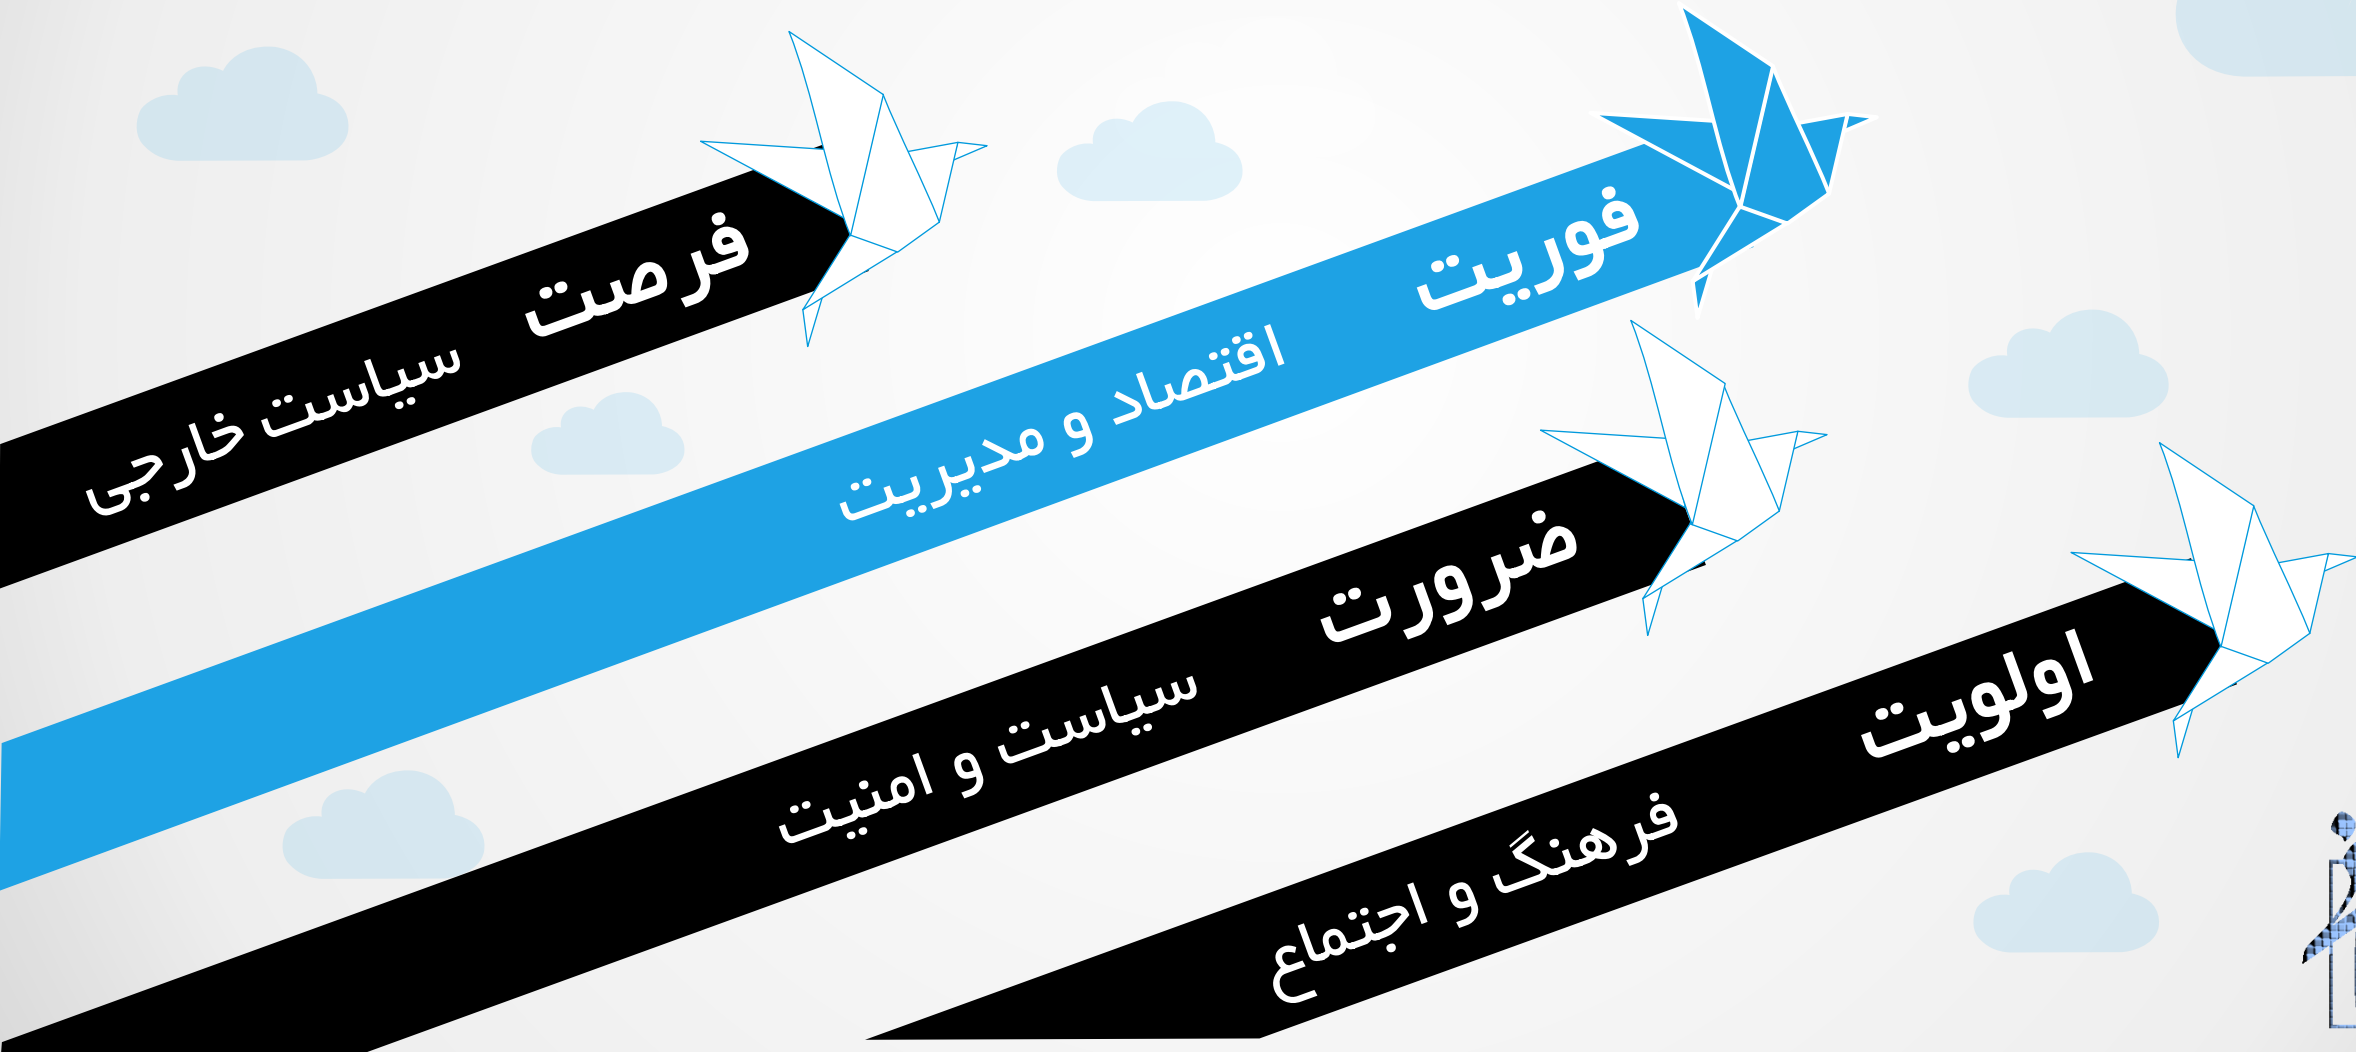 فرصت
سیاست خارجی
فوریت
اقتصاد و مدیریت
ضرورت
سیاست و امنیت
اولویت
فرهنگ و اجتماع